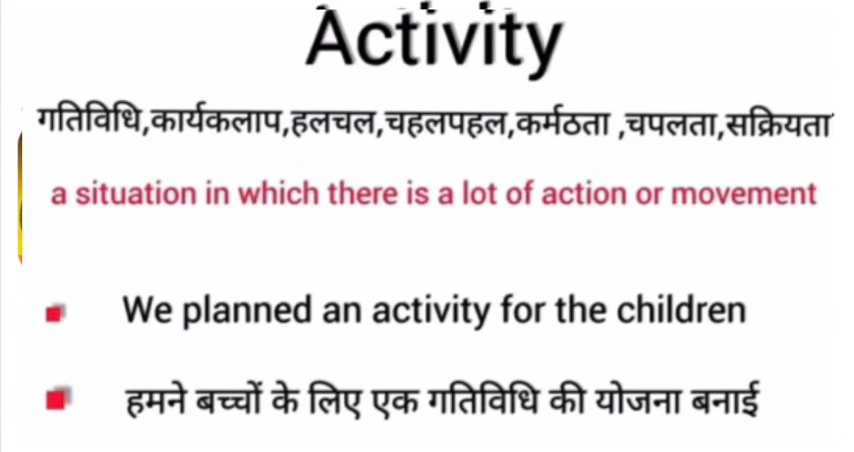 Activity
गतिविधि,कार्यकलाप,हलचल,चहलपहल,कर्मठता ,चपलता,सक्रियता
a situation in which there is a lot of action or movement
We planned an activity for the children
हमने बच्चों के लिए एक गतिविधि की योजना बनाई